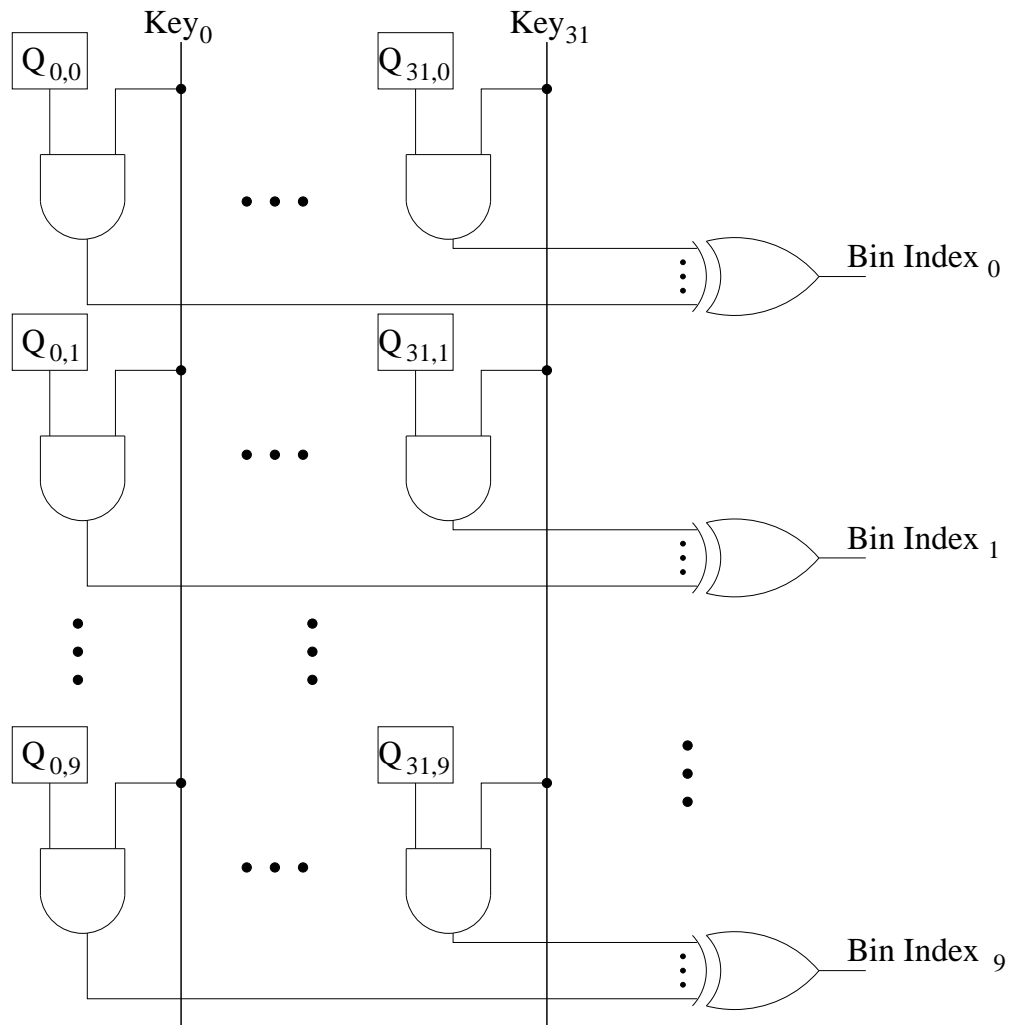 Key0 Key31
Q0,0 Q31,0
Bin Index 0
Q0,1 Q31,1
Bin Index 1
Q0,9 Q31,9
Bin Index 9